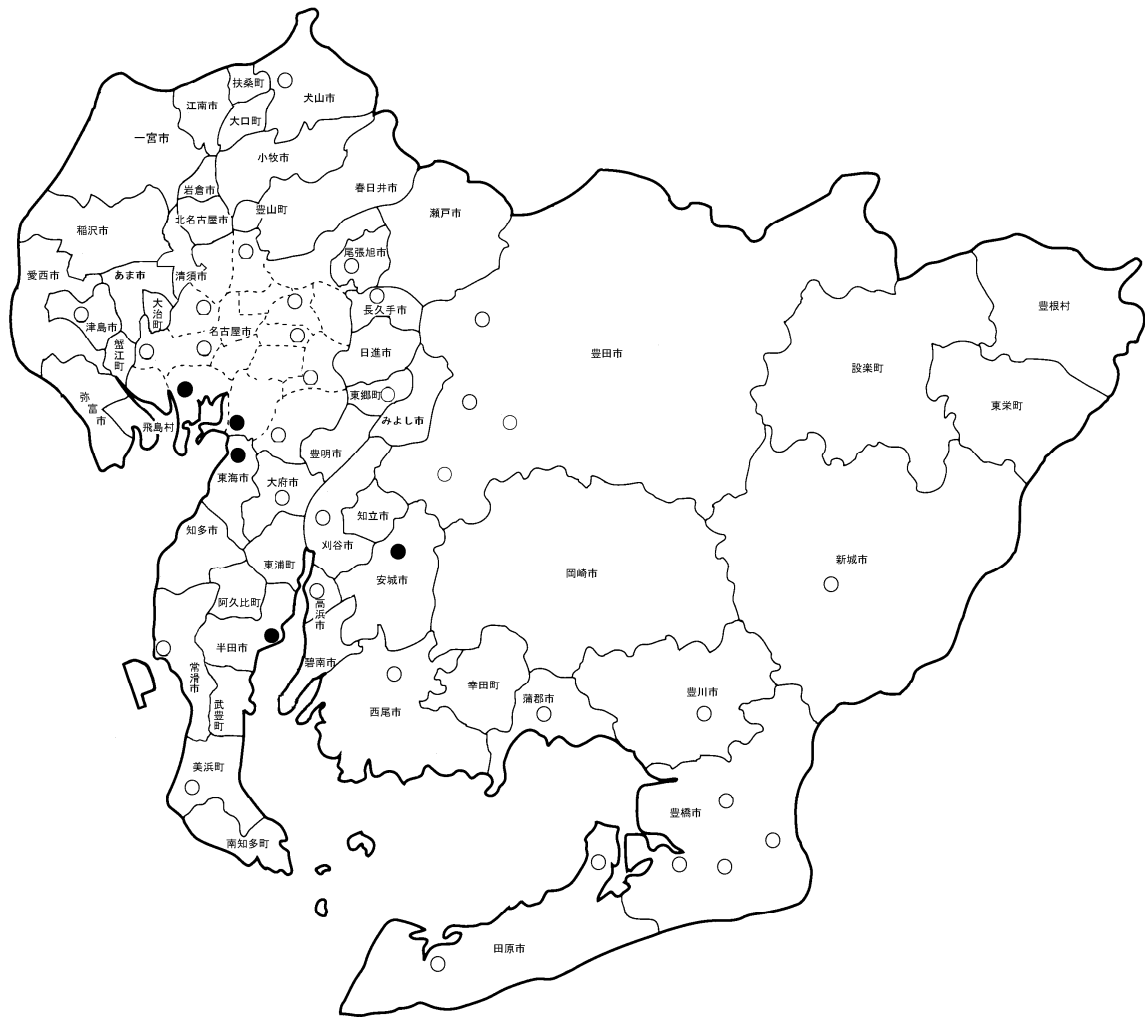 扶桑町
犬山市
江南市
大口町
一宮市
小牧市
岩倉市
春日井市
豊山町
瀬戸市
北名古屋市
稲沢市
尾張旭市
愛西市
あま市
清須市
大治町
長久手市
津島市
名古屋市
蟹江町
日進市
豊田市
豊根村
設楽町
東郷町
東栄町
弥富市
飛島村
みよし市
豊明市
東海市
大府市
知立市
知多市
刈谷市
東浦町
安城市
岡崎市
新城市
阿久比町
高浜市
半田市
碧南市
常滑市
幸田町
蒲郡市
豊川市
武豊町
西尾市
美浜町
豊橋市
南知多町
田原市